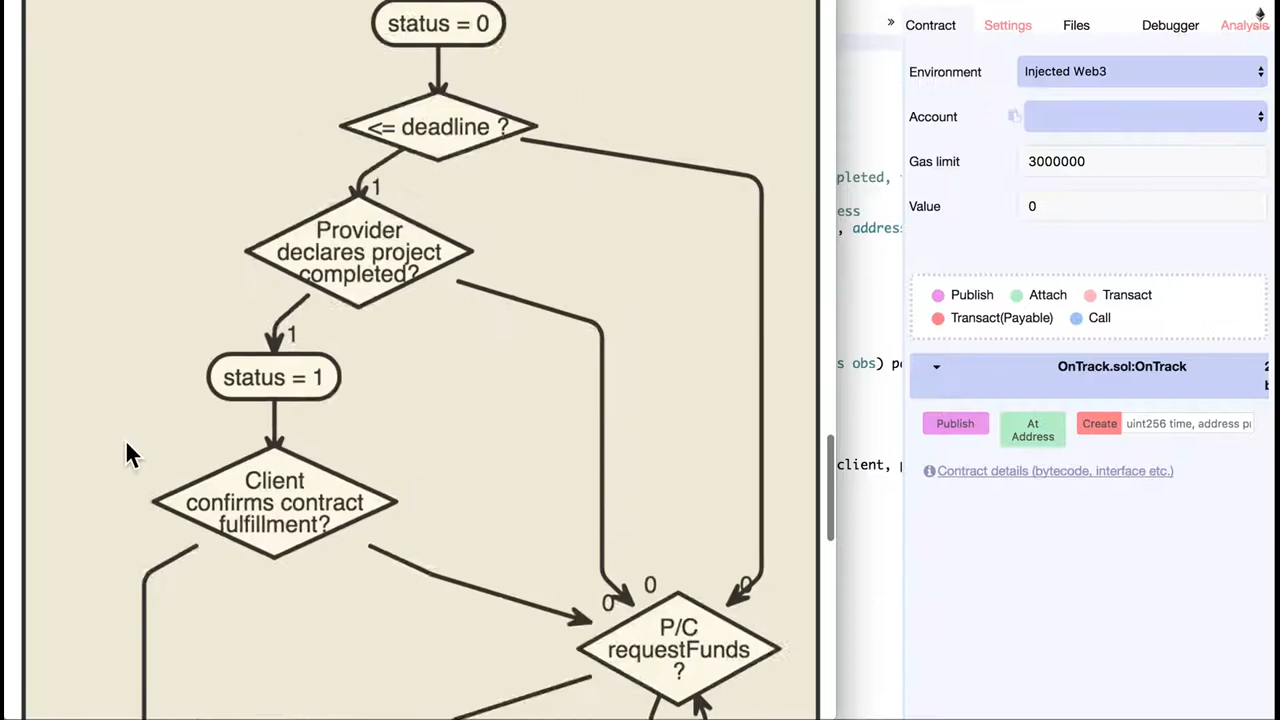 status = 0
<= deadline ?
1
Provider
declares project
completed?
1
status = 1
Client
confirms contract
fulfillment?
0
0
0
P/C
requestFunds
?
»
Contract
Settings
Files
Debugger
Analysis
Environment
Injected Web3
Account
Gas limit
3000000
Value
0
pleted,
ess
, address
s obs) p
client,
Publish
Attach
Transact
Transact(Payable)
Call
OnTrack.sol:OnTrack
2
b
Publish
At
Address
Create
uint256 time, address p
Contract details (bytecode, interface etc.)